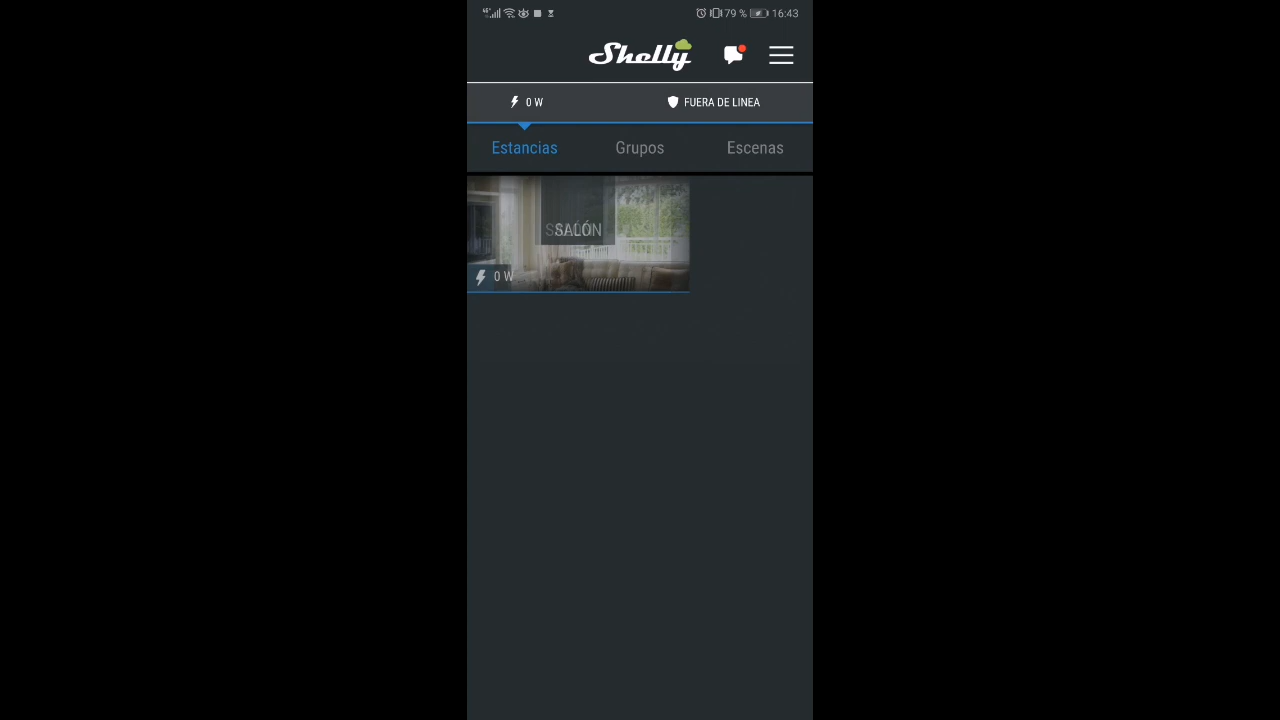 79 % 16:43
Shelly
0 W FUERA DE LINEA
Estancias Grupos Escenas
SALÓN
0 W